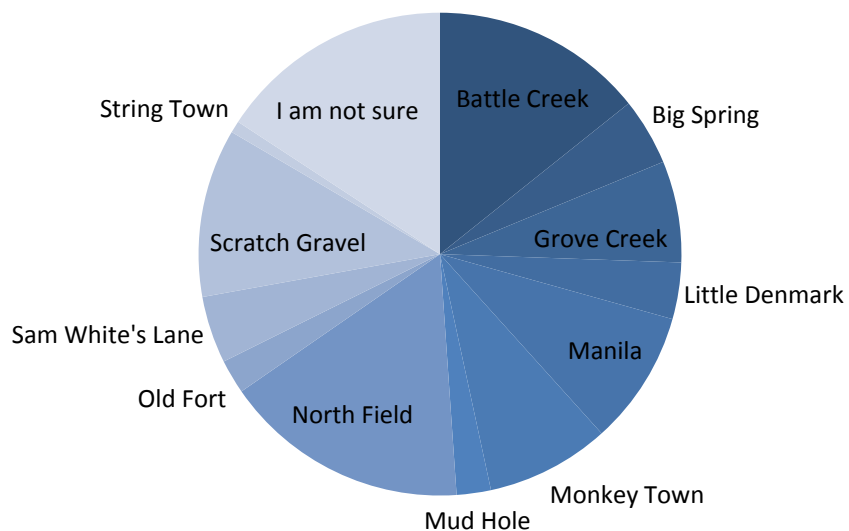 Battle Creek
Big Spring
Grove Creek
Little Denmark
Manila
Monkey Town
Mud Hole
North Field
Old Fort
Sam White's Lane
Scratch Gravel
String Town
I am not sure